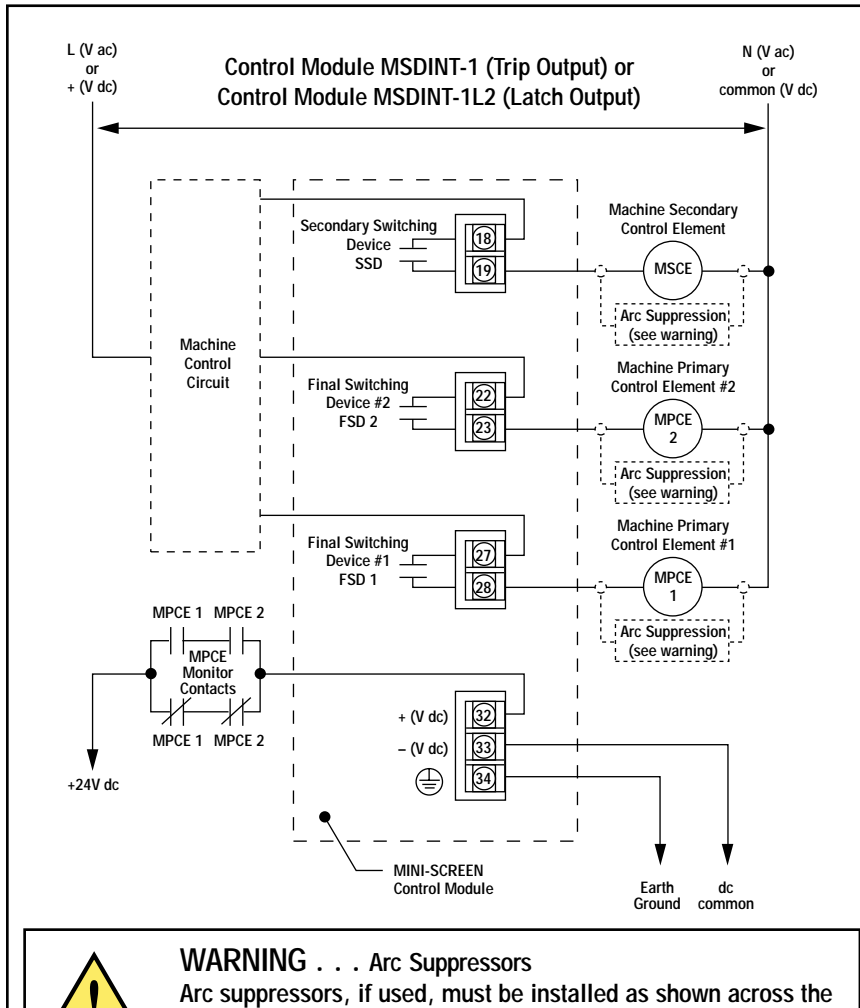 L (V ac)
or
+ (V dc)
Control Module MSDINT-1 (Trip Output) or
Control Module MSDINT-1L2 (Latch Output)
N (V ac)
or
common (V dc)
Machine
Control
Circuit
Secondary Switching
Device
SSD
18
19
Machine Secondary
Control Element
MSCE
Arc Suppression
(see warning)
Final Switching
Device #2
FSD 2
22
23
Machine Primary
Control Element #2
MPCE
2
Arc Suppression
(see warning)
Final Switching
Device #1
FSD 1
27
28
Machine Primary
Control Element #1
MPCE
1
Arc Suppression
(see warning)
MPCE 1 MPCE 2
MPCE
Monitor
Contacts
MPCE 1 MPCE 2
+24V dc
+ (V dc)
32
– (V dc)
33
34
MINI-SCREEN
Control Module
Earth
Ground
dc
common
WARNING . . . Arc Suppressors
Arc suppressors, if used, must be installed as shown across the